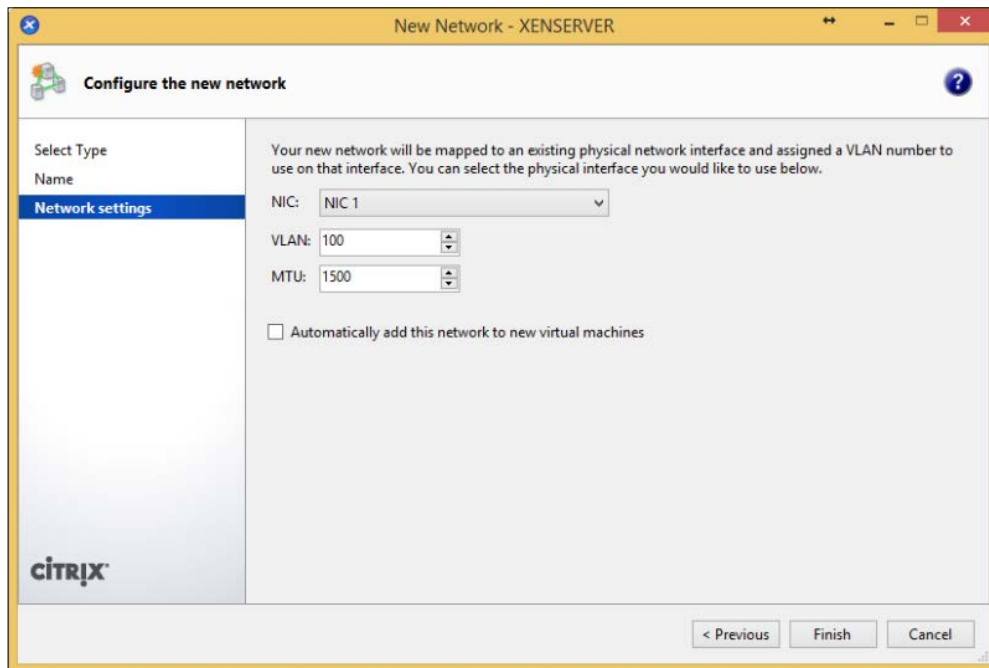 New Network - XENSERVER
Configure the new network
Select Type
Name
Network settings
Your new network will be mapped to an existing physical network interface and assigned a VLAN number to
use on that interface. You can select the physical interface you would like to use below.
NIC: NIC 1
VLAN: 100
MTU: 1500
Automatically add this network to new virtual machines
CITRIX
< Previous Finish Cancel